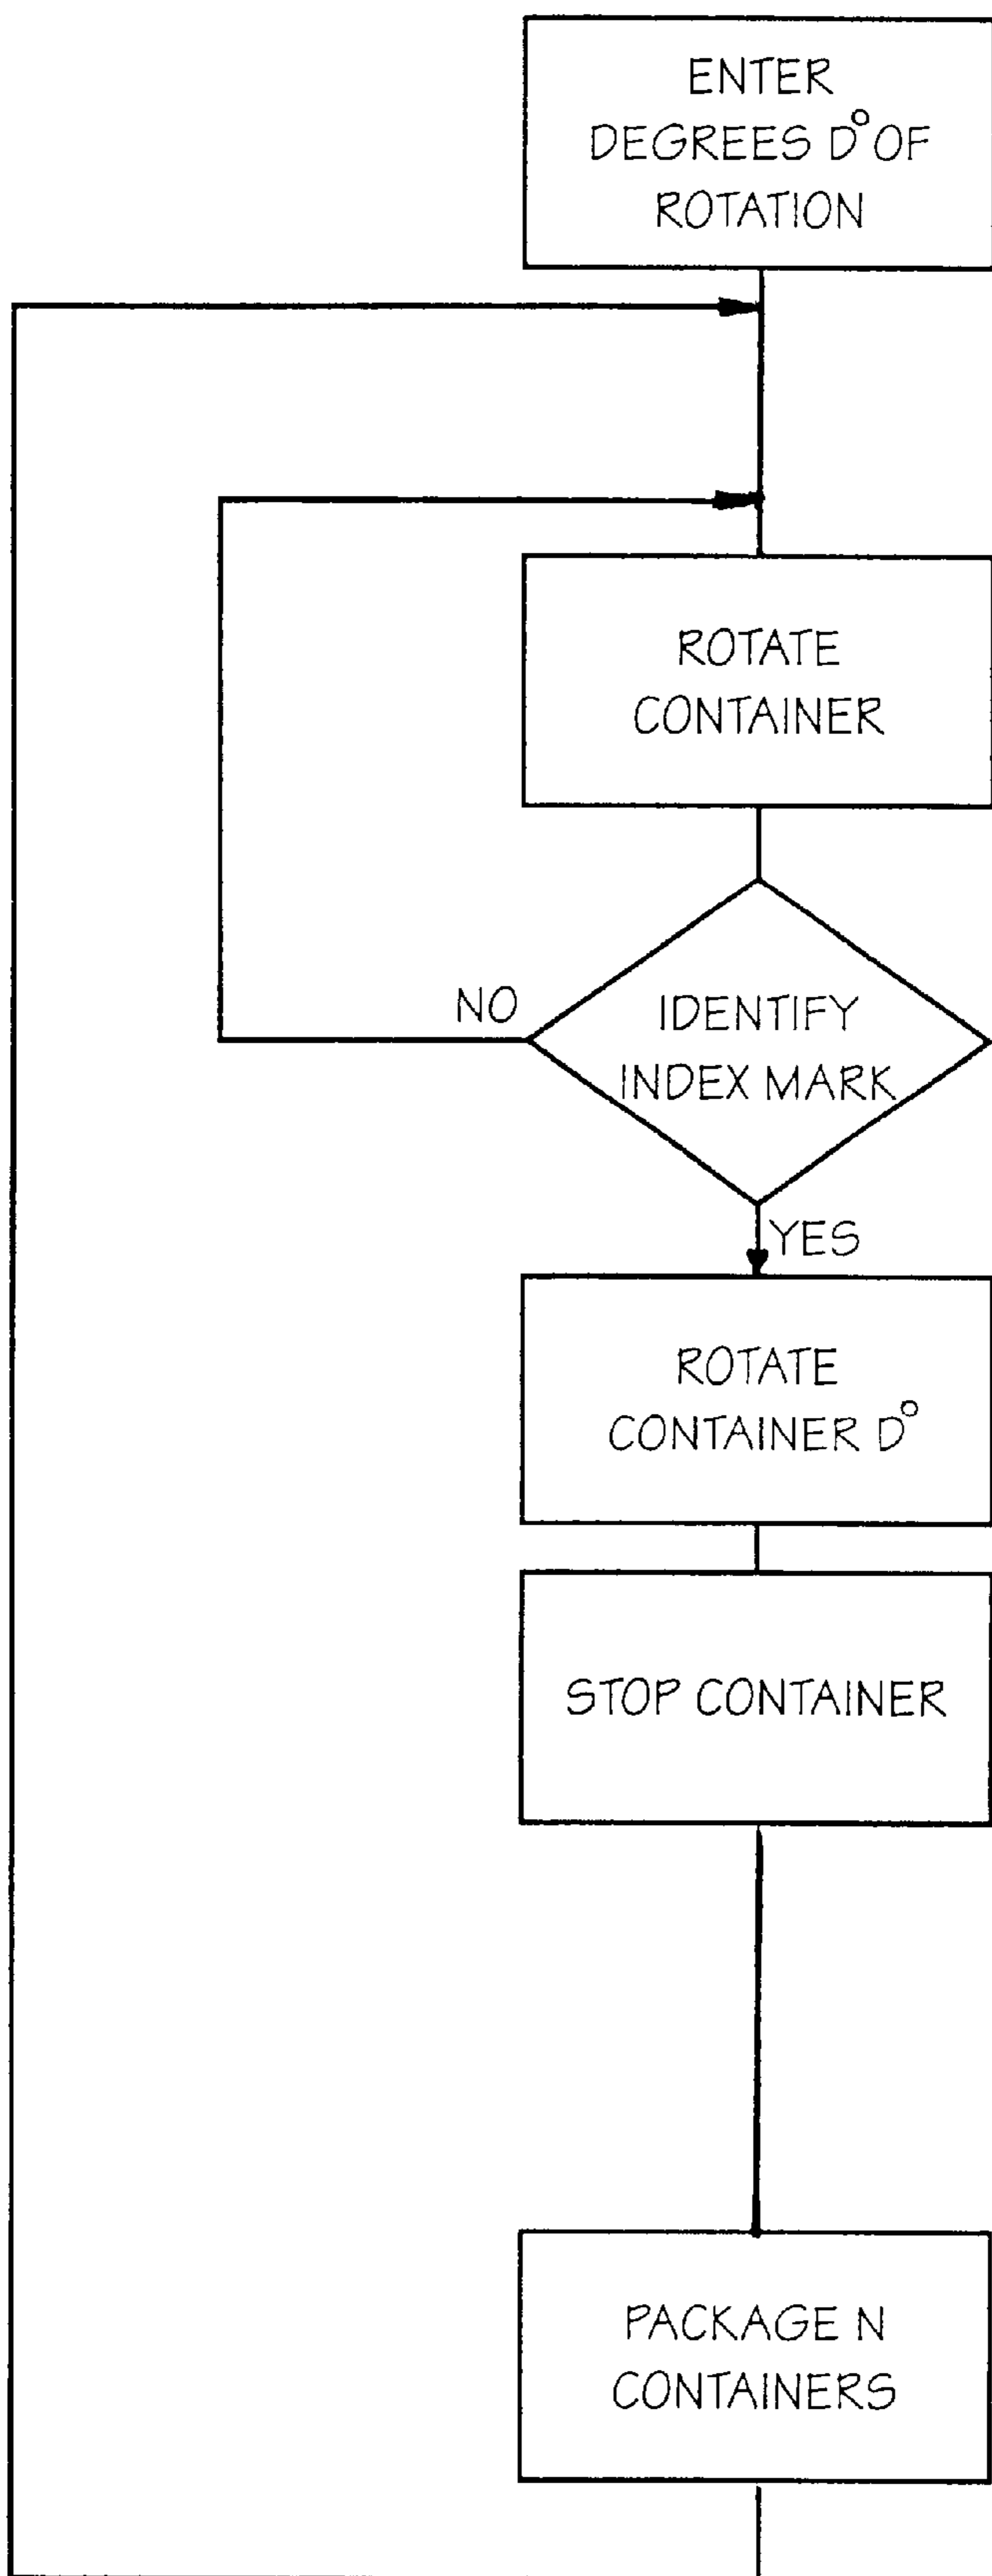 ENTER
DEGREES D° OF
ROTATION
ROTATE
CONTAINER
NO
IDENTIFY
INDEX MARK
YES
ROTATE
CONTAINER D°
STOP CONTAINER
PACKAGE N
CONTAINERS